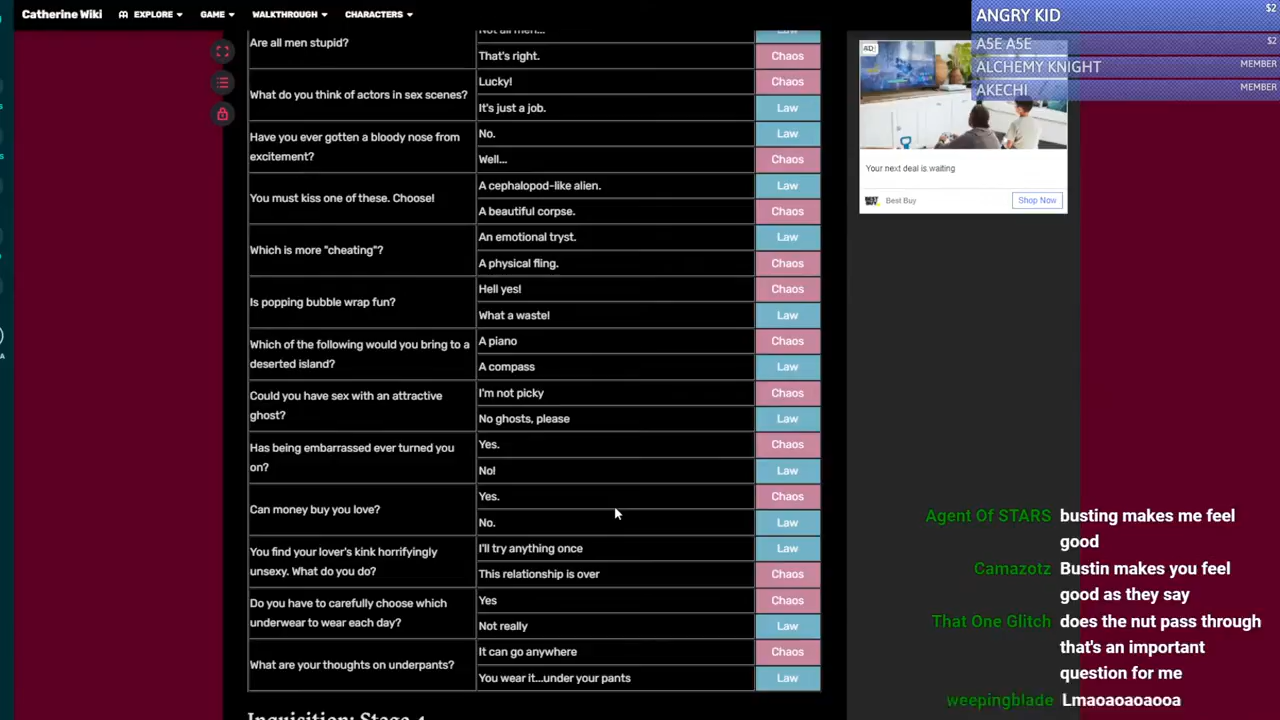 Catherine Wiki
EXPLORE
GAME
WALKTHROUGH
CHARACTERS
Not all men...
Are all men stupid?
Law
That's right.
Chaos
What do you think of actors in sex scenes?
Lucky!
Chaos
It's just a job.
Law
Have you ever gotten a bloody nose from
excitement?
No.
Law
Well...
Chaos
You must kiss one of these. Choose!
A cephalopod-like alien.
Law
A beautiful corpse.
Chaos
Which is more "cheating"?
An emotional tryst.
Law
A physical fling.
Chaos
Is popping bubble wrap fun?
Hell yes!
Chaos
What a waste!
Law
Which of the following would you bring to a
deserted island?
A piano
Chaos
A compass
Law
Could you have sex with an attractive
ghost?
I'm not picky
Chaos
No ghosts, please
Law
Has being embarrassed ever turned you
on?
Yes.
Chaos
No!
Law
Can money buy you love?
Yes.
Chaos
No.
Law
You find your lover's kink horrifyingly
unsexy. What do you do?
I'll try anything once
Law
This relationship is over
Chaos
Do you have to carefully choose which
underwear to wear each day?
Yes
Chaos
Not really
Law
What are your thoughts on underpants?
It can go anywhere
Chaos
You wear it...under your pants
Law
Inquisition: Stage 4
AD
Your next deal is waiting
BEST BUY
Best Buy
Shop Now
ANGRY KID $2
A5E A5E $2
ALCHEMY KNIGHT MEMBER
AKECHI MEMBER
Agent Of STARS busting makes me feel
good
Camazotz Bustin makes you feel
good as they say
That One Glitch does the nut pass through
that's an important
question for me
weepingblade Lmaoaoaoaooa